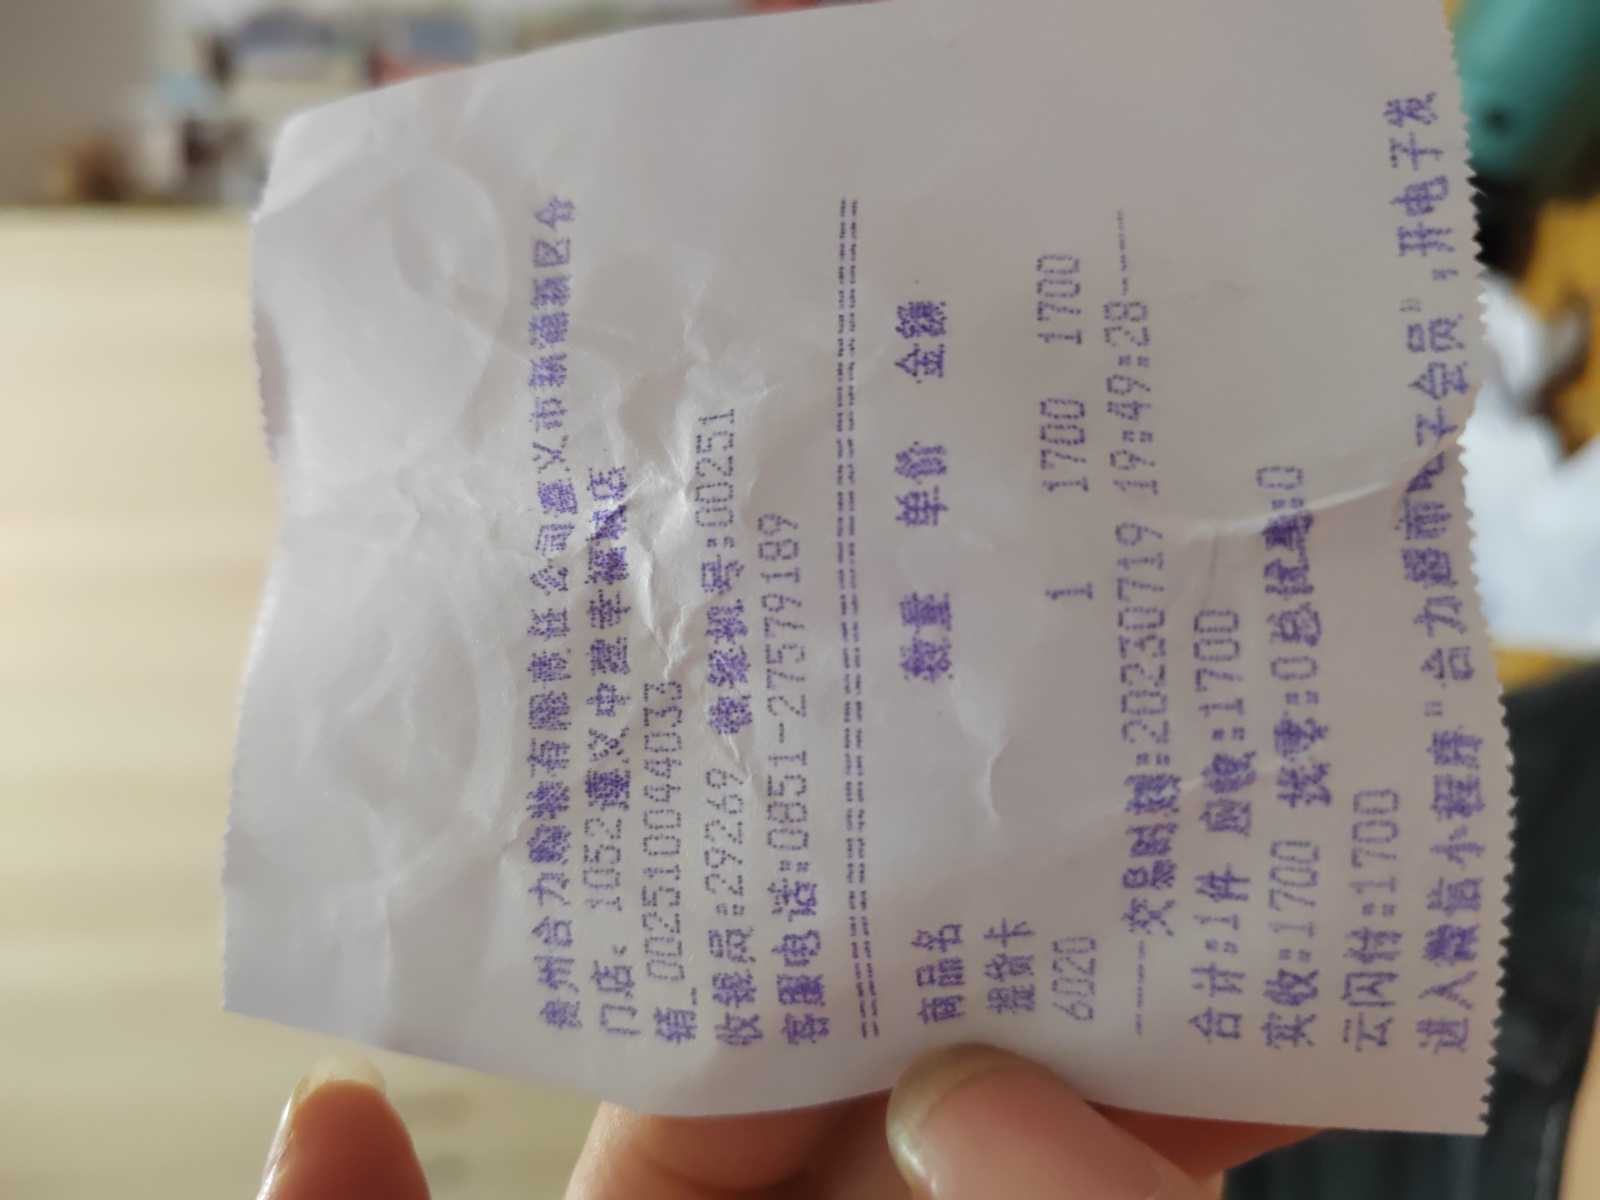 贵州合力购物有限责任公司遵义市新蒲新区分
门店: 1052遵义中建幸福城店
销_002510044033
收银员:29269 收款机号:00251
客服电话:0851-27579189
商品名 数量 单价 金额
提货卡
6020 1 1700 1700
-----交易时间:20230719 19:49:28-----
合计:1件 应收:1700
实收:1700 找零:0总优惠:0
云闪付:1700
进入微信小程序"合力超市电子会员",开电子发